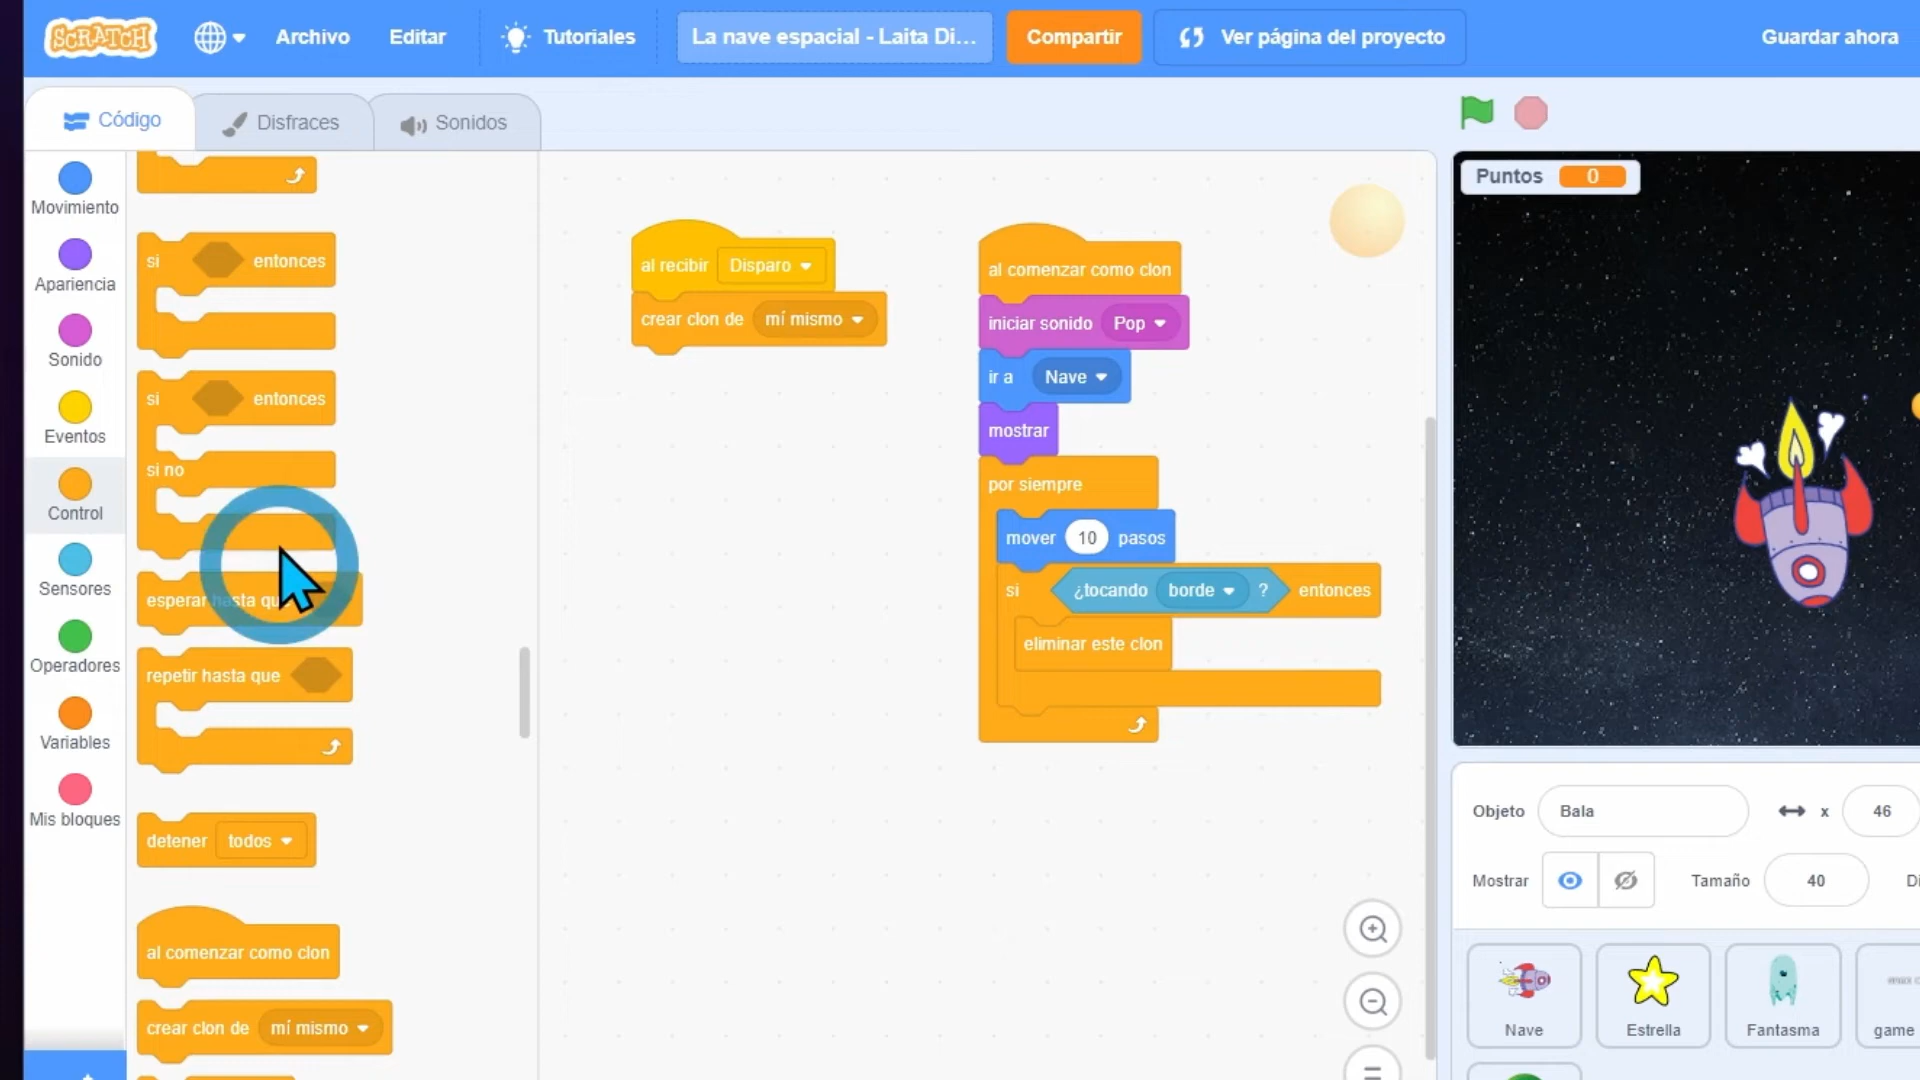 SCRATCH
Archivo
Editar
Tutoriales
La nave espacial - Laita Di...
Compartir
Ver página del proyecto
Guardar ahora
Código
Disfraces
Sonidos
Movimiento
Apariencia
Sonido
Eventos
Control
Sensores
Operadores
Variables
Mis bloques
si entonces
si entonces
si no
esperar hasta que
repetir hasta que
detener todos
al comenzar como clon
crear clon de mí mismo
al recibir Disparo
crear clon de mí mismo
al comenzar como clon
iniciar sonido Pop
ir a Nave
mostrar
por siempre
mover 10 pasos
si ¿tocando borde ? entonces
eliminar este clon
Puntos 0
Objeto Bala x 46
Mostrar Tamaño 40 Di
Nave
Estrella
Fantasma
game